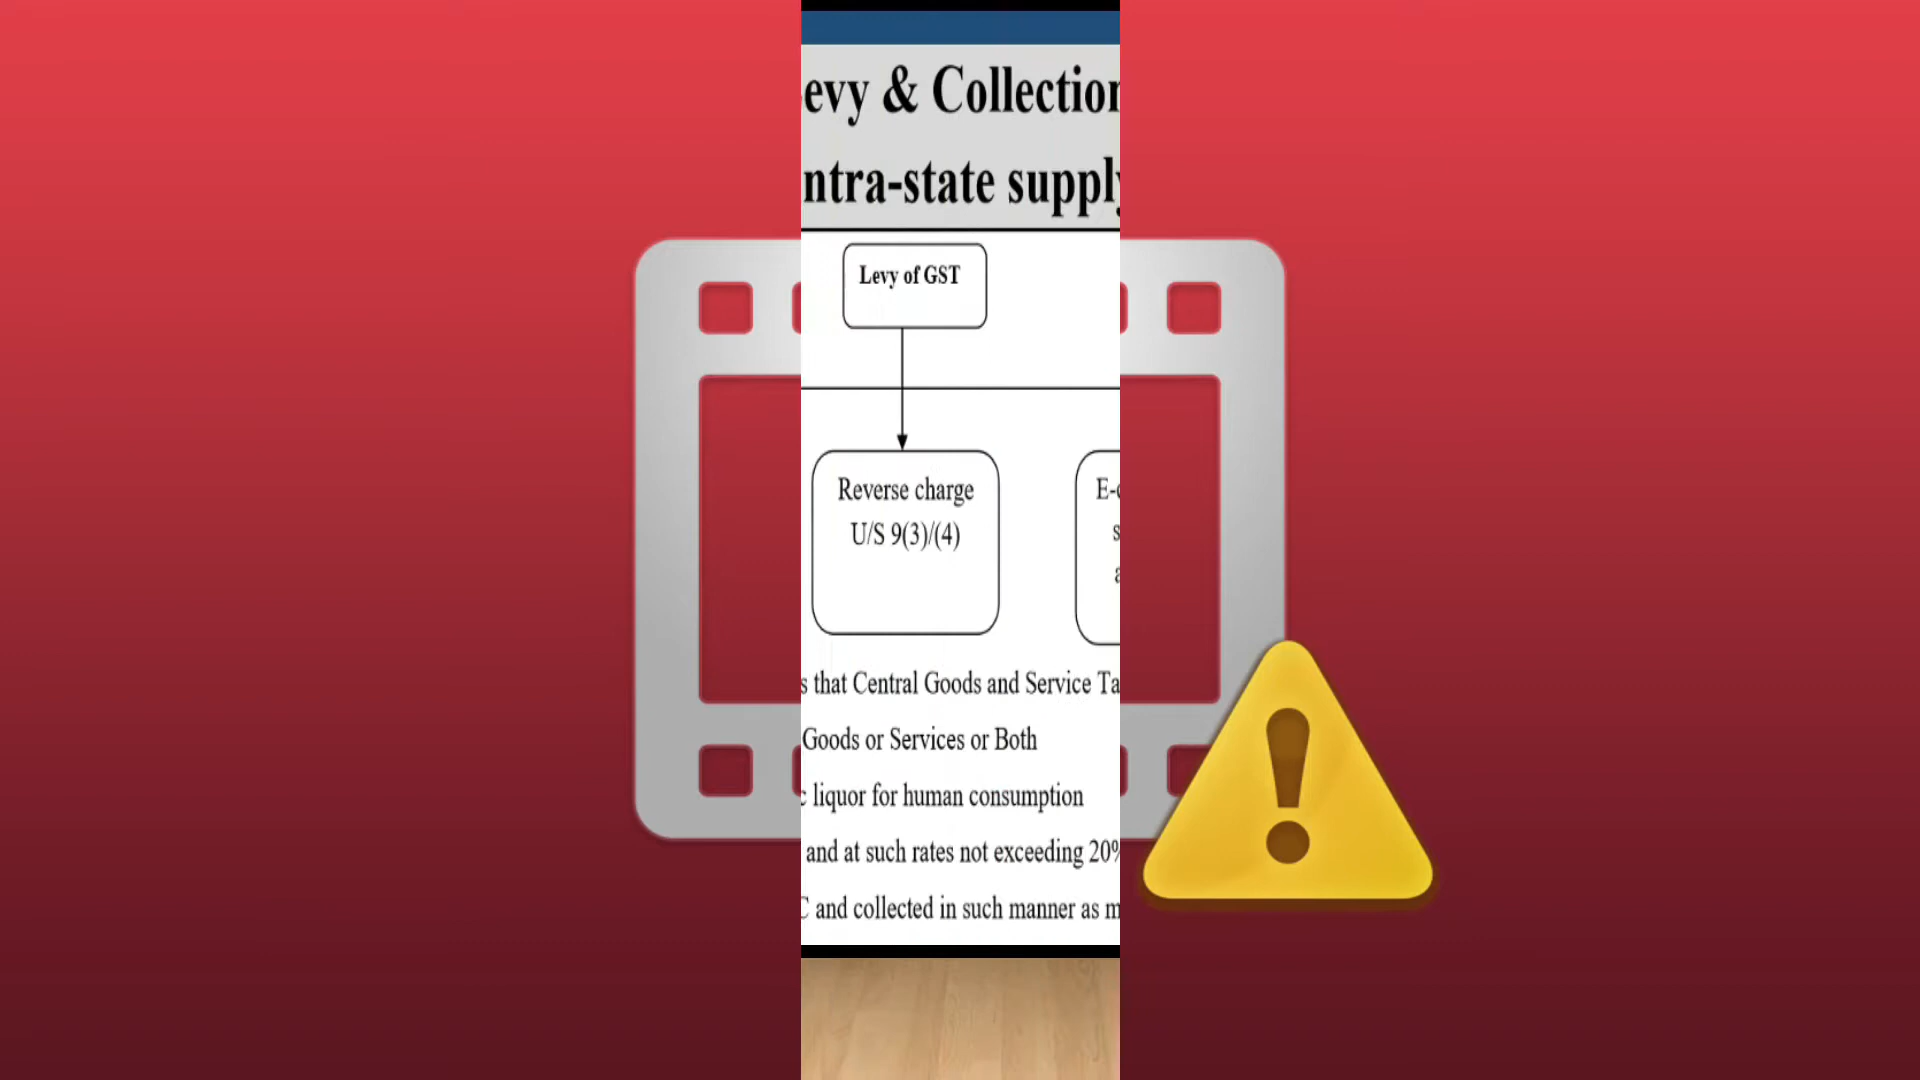 evy & Collection
ntra-state supply
Levy of GST
Reverse charge
U/S 9(3)/(4)
E-
s that Central Goods and Service Ta
Goods or Services or Both
c liquor for human consumption
and at such rates not exceeding 20%
C and collected in such manner as m